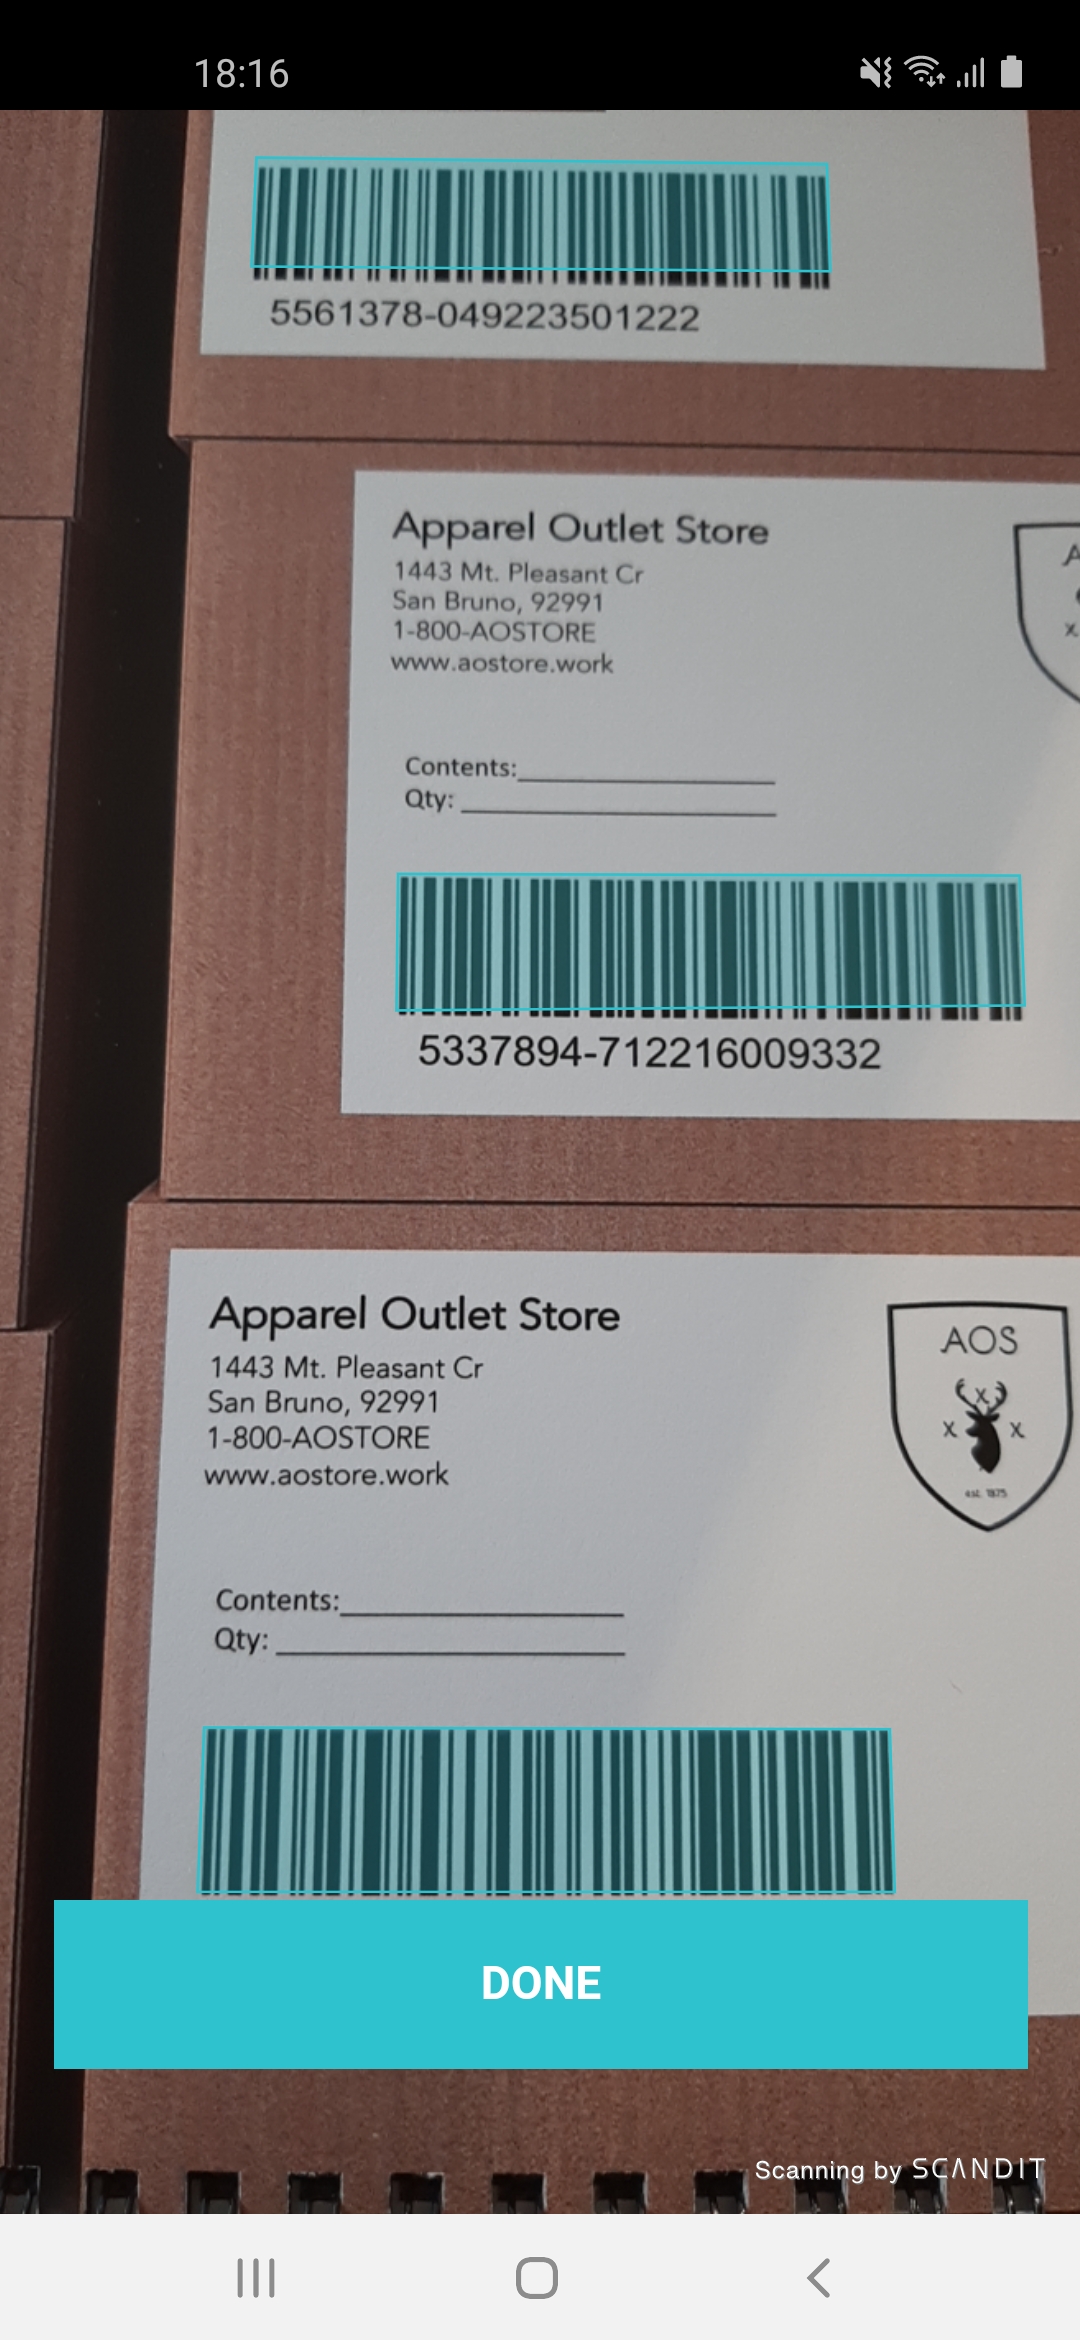 18:16
5561378-049223501222
Apparel Outlet Store
1443 Mt. Pleasant Cr
San Bruno, 92991
1-800-AOSTORE
www.aostore.work
A
x
Contents:
Qty:
5337894-712216009332
Apparel Outlet Store
1443 Mt. Pleasant Cr
San Bruno, 92991
1-800-AOSTORE
www.aostore.work
AOS
x
x x
est. 1875
Contents:
Qty:
DONE
Scanning by SCANDIT